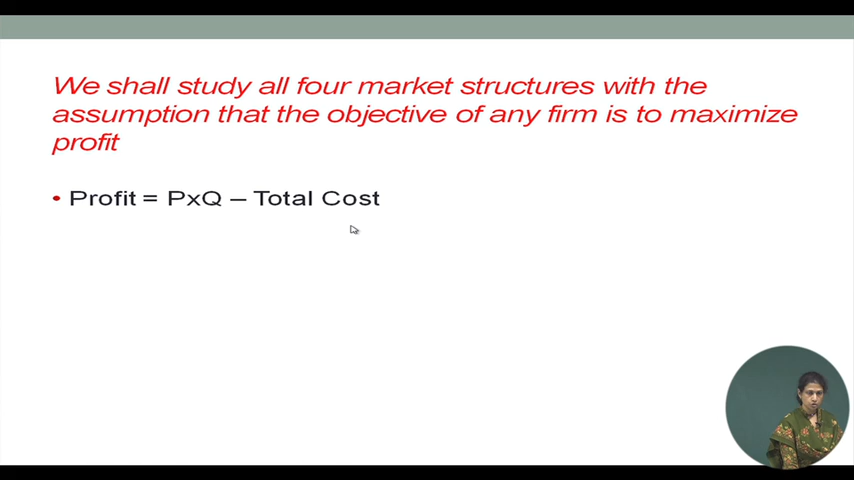 We shall study all four market structures with the
assumption that the objective of any firm is to maximize
profit
• Profit = PxQ – Total Cost